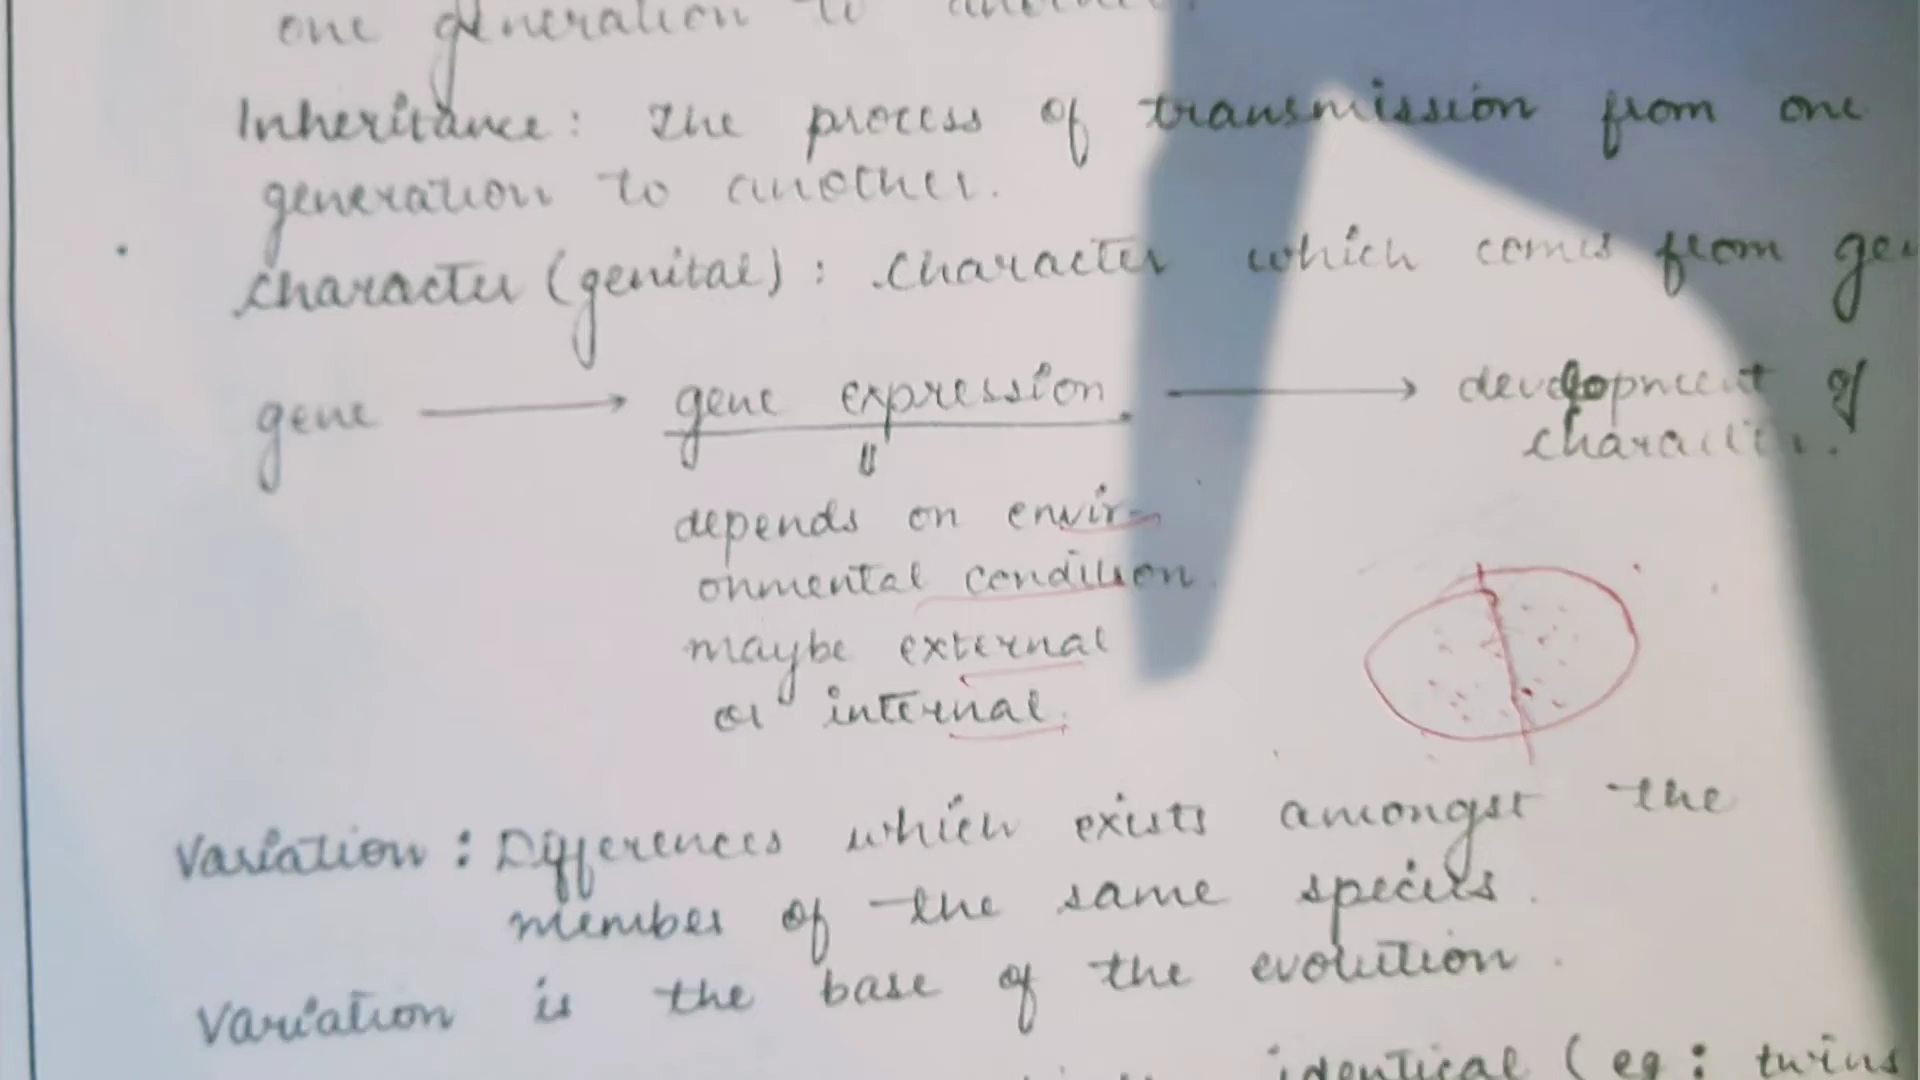 one generation to
Inheritance: The process of transmission from one
generation to another.
character (genital) : character which comes from
gene → gene expression → development of
character.
depends on envir-
onmental condition
maybe external
or internal.
Variation : Differences which exists amongst the
member of the same species.
Variation is the base of the evolution.
identical (eg: twins